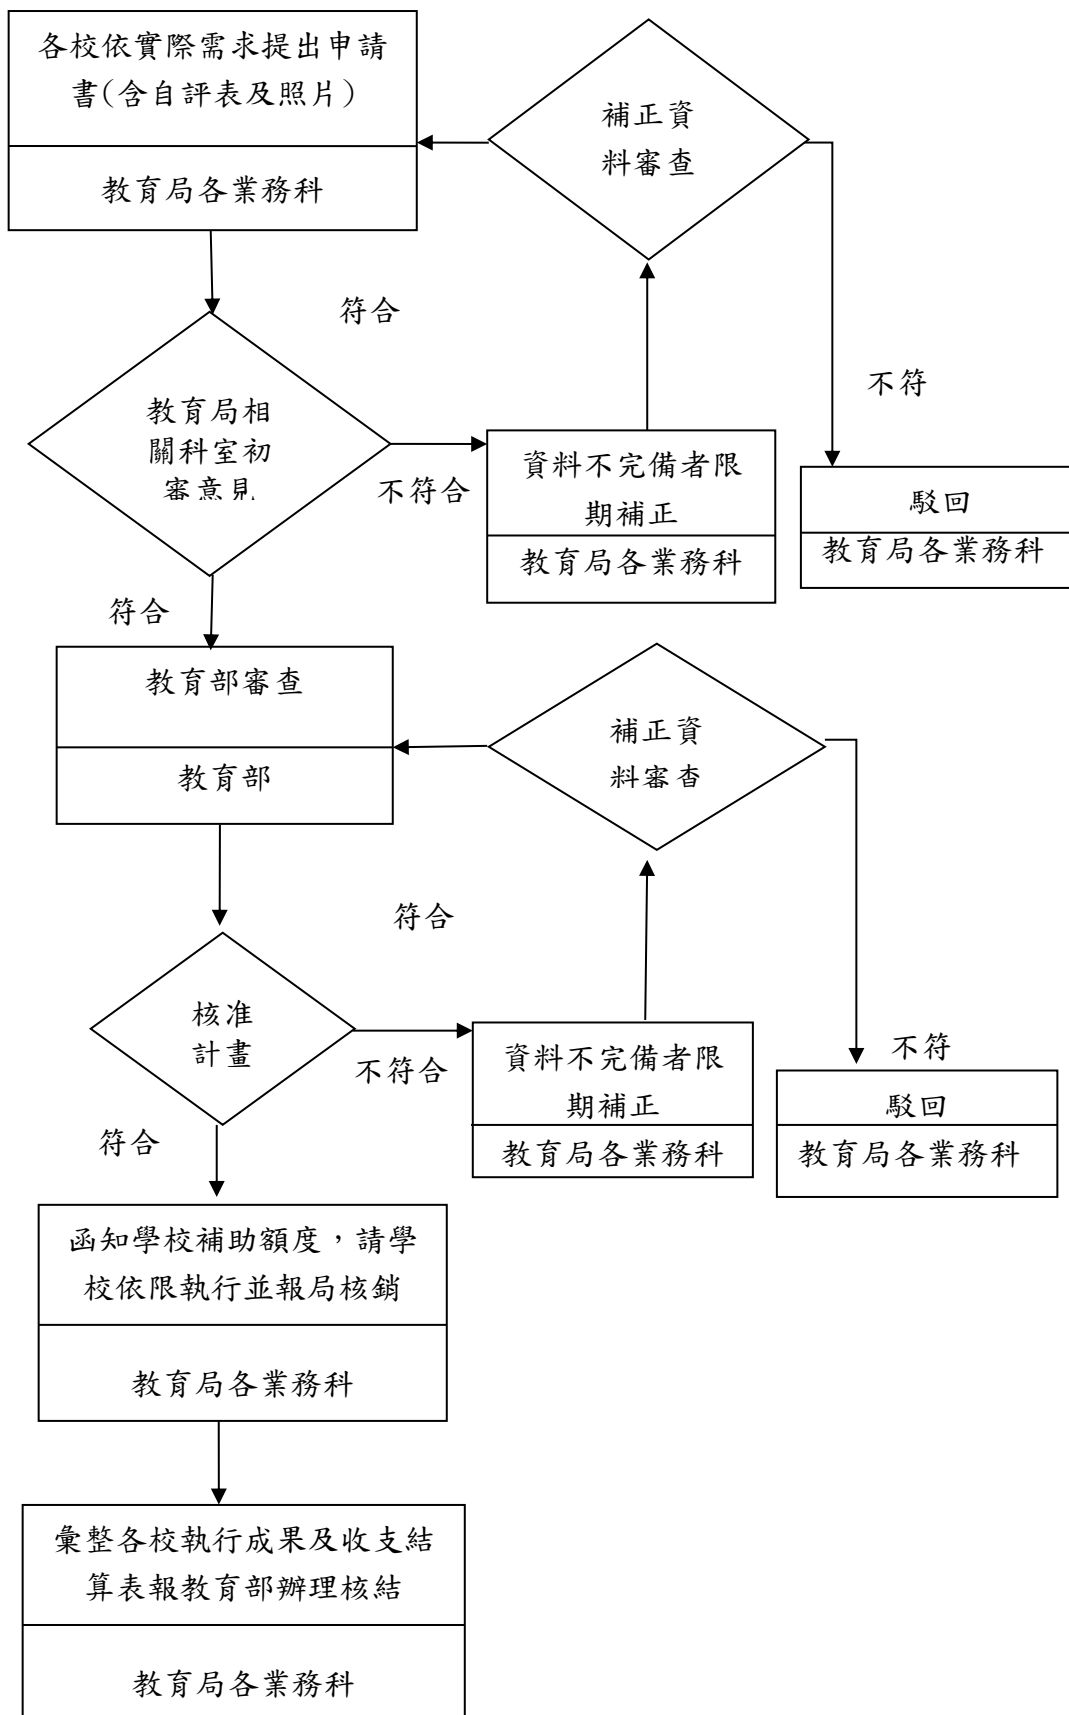 各校依實際需求提出申請
書(含自評表及照片)
教育局各業務科
補正資
料審查
符合
不符
教育局相
關科室初
審意見
不符合
資料不完備者限
期補正
教育局各業務科
駁回
教育局各業務科
符合
教育部審查
教育部
補正資
料審查
符合
核准
計畫
不符合
資料不完備者限
期補正
教育局各業務科
不符
駁回
教育局各業務科
符合
函知學校補助額度，請學
校依限執行並報局核銷
教育局各業務科
彙整各校執行成果及收支結
算表報教育部辦理核結
教育局各業務科